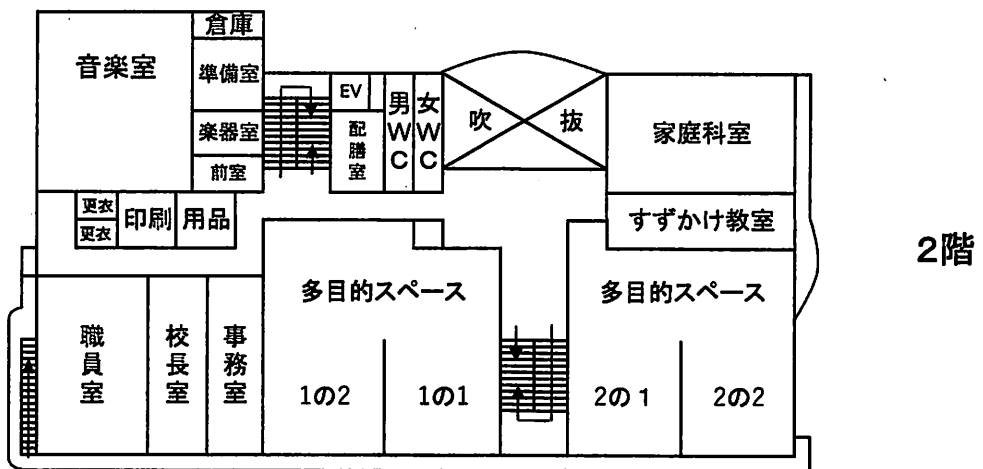 倉庫
音楽室
準備室
EV
男WC
女WC
吹
抜
楽器室
配膳室
家庭科室
前室
更衣
更衣
印刷
用品
すずかけ教室
2階
多目的スペース
多目的スペース
職員室
校長室
事務室
1の2
1の1
2の1
2の2